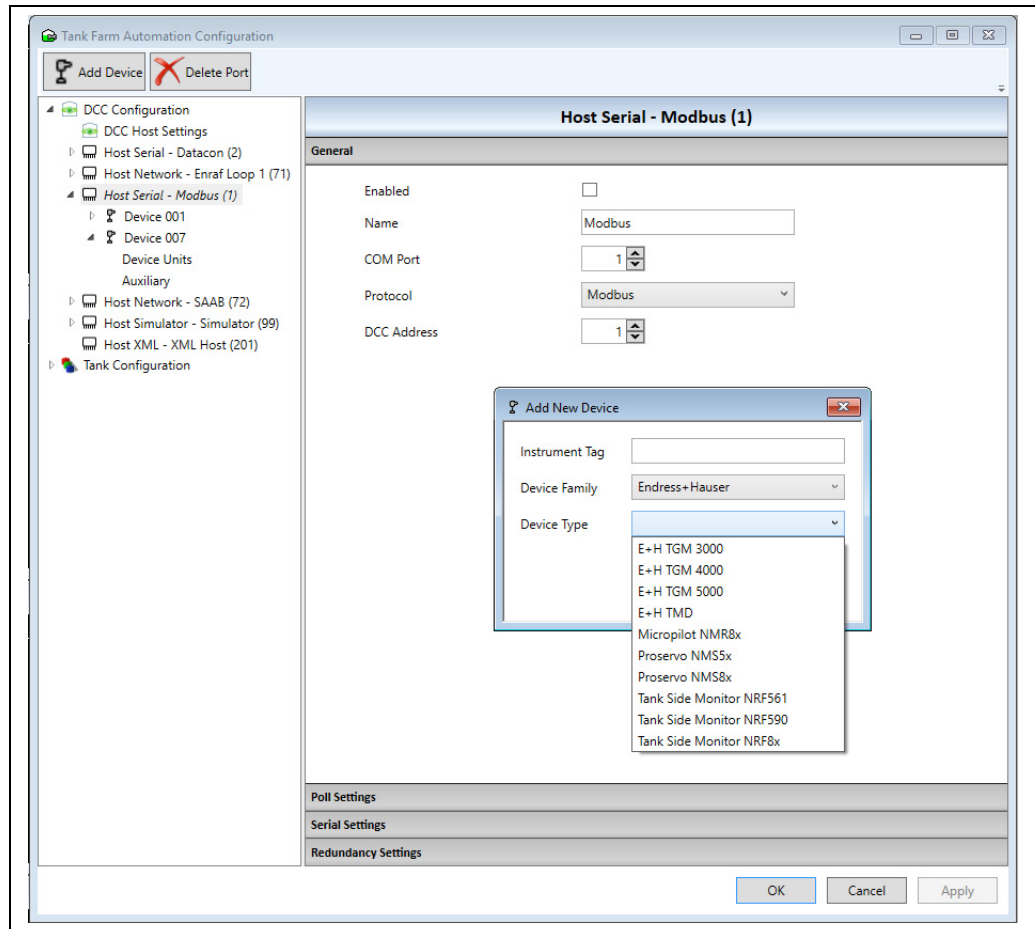 Tank Farm Automation Configuration
Add Device
Delete Port
DCC Configuration
DCC Host Settings
Host Serial - Datacon (2)
Host Network - Enraf Loop 1 (71)
Host Serial - Modbus (1)
Device 001
Device 007
Device Units
Auxiliary
Host Network - SAAB (72)
Host Simulator - Simulator (99)
Host XML - XML Host (201)
Tank Configuration
Host Serial - Modbus (1)
General
Enabled
Name Modbus
COM Port 1
Protocol Modbus
DCC Address 1
Add New Device
Instrument Tag
Device Family Endress+Hauser
Device Type
E+H TGM 3000
E+H TGM 4000
E+H TGM 5000
E+H TMD
Micropilot NMR8x
Proservo NMS5x
Proservo NMS8x
Tank Side Monitor NRF561
Tank Side Monitor NRF590
Tank Side Monitor NRF8x
Poll Settings
Serial Settings
Redundancy Settings
OK Cancel Apply